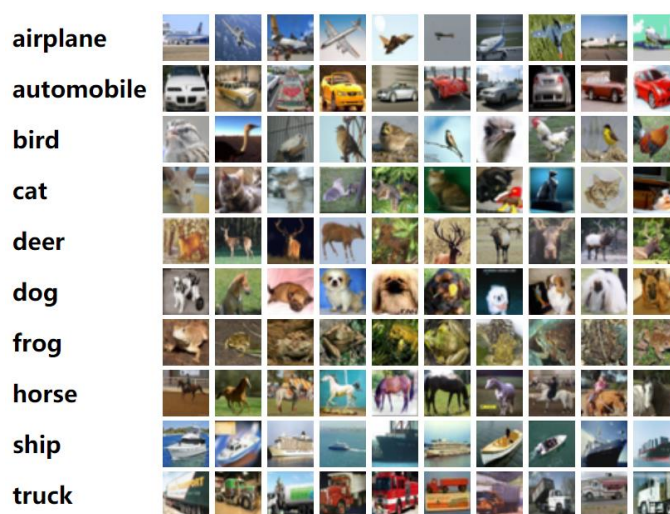 airplane
automobile
bird
cat
deer
dog
frog
horse
ship
truck